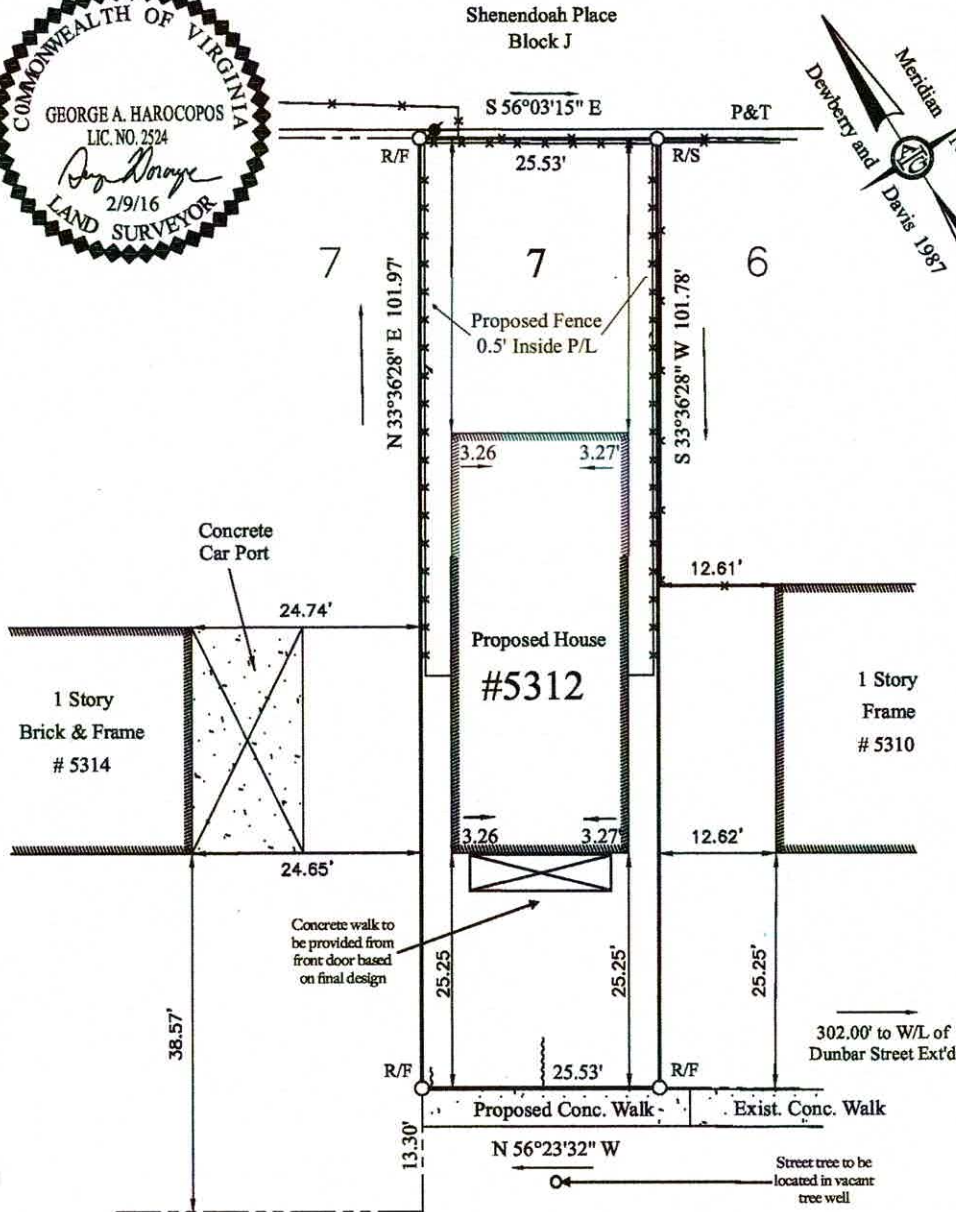 Shenendoah Place
Block J
COMMONWEALTH OF VIRGINIA
GEORGE A. HAROCOPOS
LIC. NO. 2524
2/9/16
LAND SURVEYOR
S 56°03'15" E
P&T
Meridian
Dewberry and
Davis 1987
R/F
25.53'
R/S
7
7
6
N 33°36'28" E 101.97'
Proposed Fence
0.5' Inside P/L
S 33°36'28" W 101.78'
3.26
3.27'
Concrete
Car Port
24.74'
12.61'
1 Story
Brick & Frame
# 5314
Proposed House
#5312
1 Story
Frame
# 5310
3.26
3.27'
24.65'
12.62'
Concrete walk to
be provided from
front door based
on final design
38.57'
25.25'
25.25'
25.25'
302.00' to W/L of
Dunbar Street Ext'd
R/F
25.53'
R/F
Proposed Conc. Walk
Exist. Conc. Walk
13.30'
N 56°23'32" W
Street tree to be
located in vacant
tree well